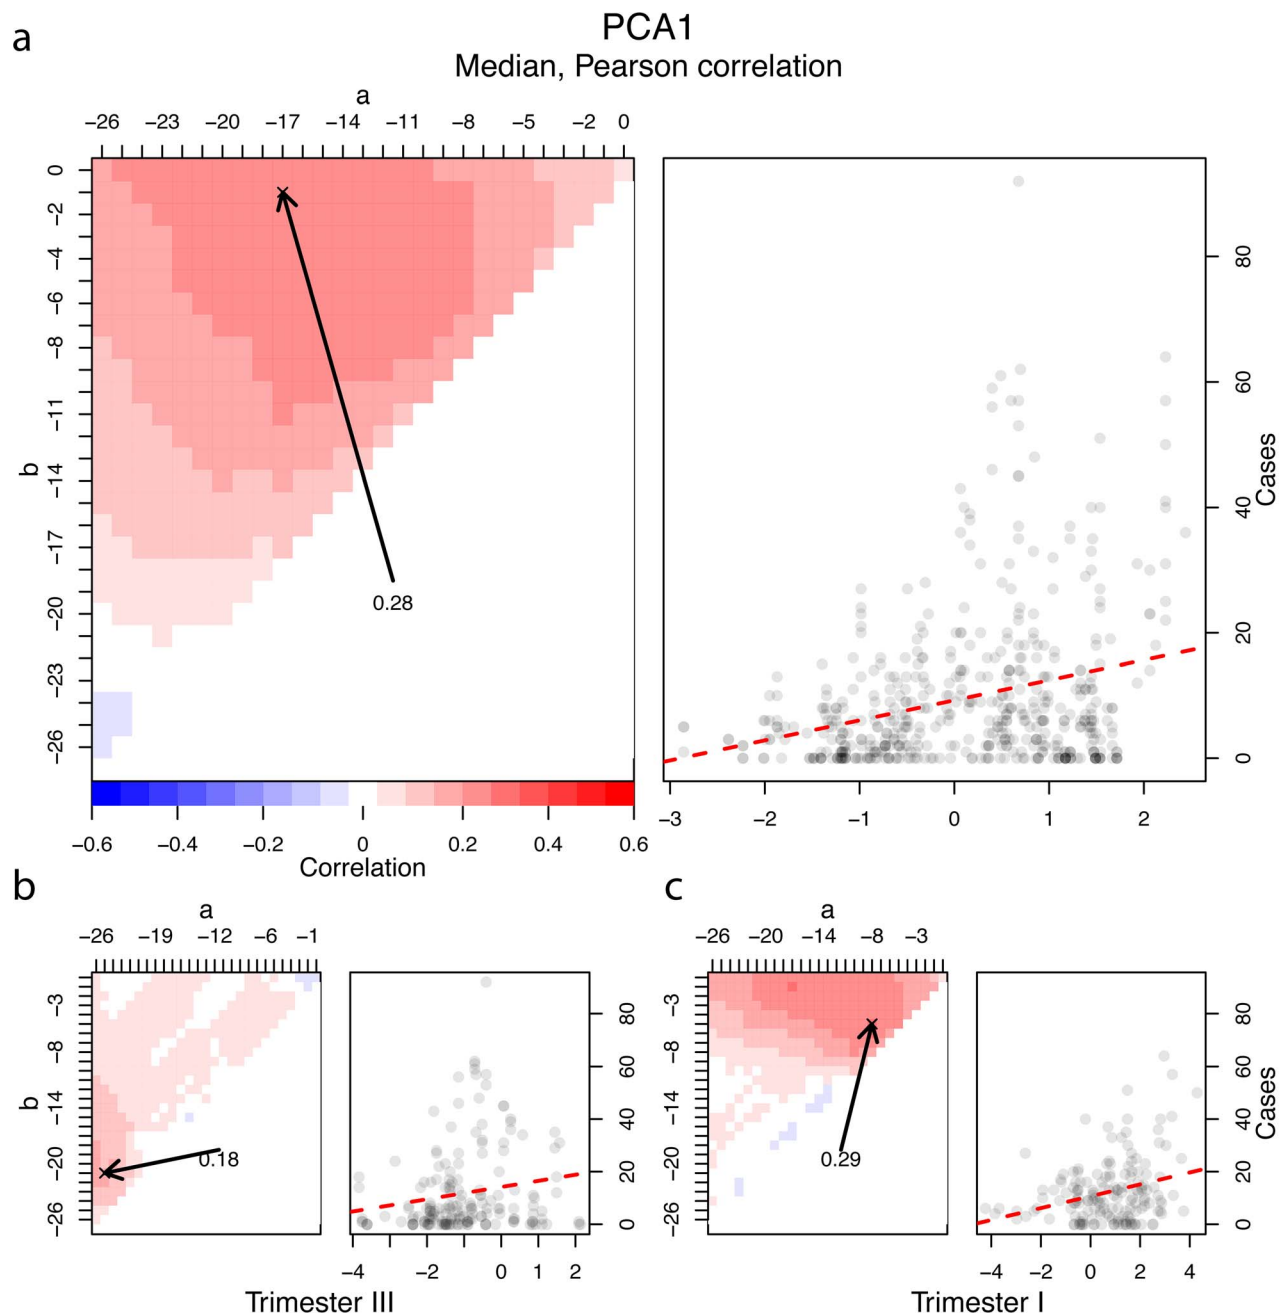 a
PCA1
Median, Pearson correlation
a
−26 −23 −20 −17 −14 −11 −8 −5 −2 0
b
0
−2
−4
−6
−8
−11
−14
−17
−20
−23
−26
0.28
−0.6 −0.4 −0.2 0 0.2 0.4 0.6
Correlation
80
60
40
20
0
Cases
−3 −2 −1 0 1 2
b
a
−26 −19 −12 −6 −1
b
−3
−8
−14
−20
−26
0.18
80
60
40
20
0
−4 −2 0 1 2
Trimester III
c
a
−26 −20 −14 −8 −3
−3
−8
−14
−20
−26
0.29
80
60
40
20
0
Cases
−4 −2 0 2 4
Trimester I